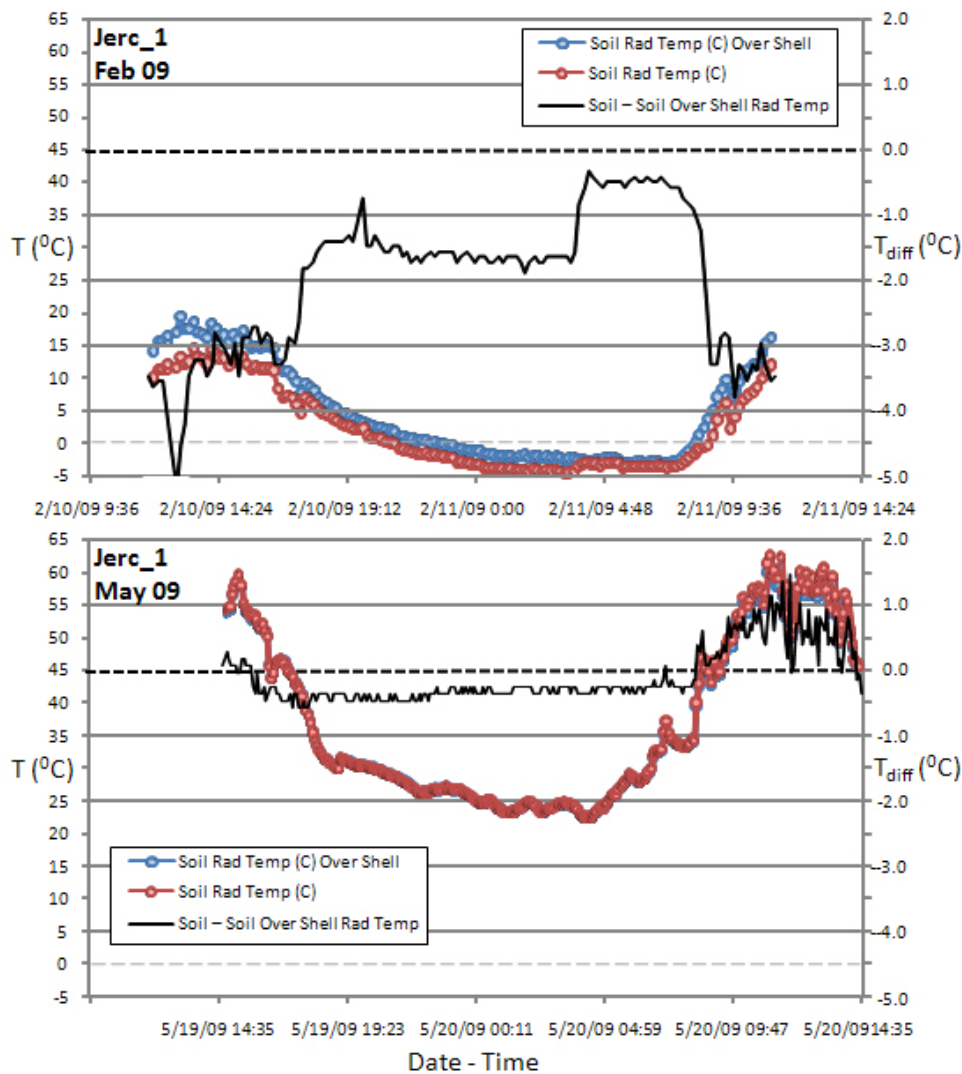 Jerc_1
Feb 09
Soil Rad Temp (C) Over Shell
Soil Rad Temp (C)
Soil – Soil Over Shell Rad Temp
65
60
55
50
45
40
35
30
25
20
15
10
5
0
-5
T (⁰C)
2.0
1.0
0.0
-1.0
-2.0
--3.0
--4.0
-5.0
T_diff (⁰C)
2/10/09 9:36 2/10/09 14:24 2/10/09 19:12 2/11/09 0:00 2/11/09 4:48 2/11/09 9:36 2/11/09 14:24
Jerc_1
May 09
65
60
55
50
45
40
35
30
25
20
15
10
5
0
-5
T (⁰C)
2.0
1.0
0.0
-1.0
-2.0
--3.0
--4.0
-5.0
T_diff (⁰C)
Soil Rad Temp (C) Over Shell
Soil Rad Temp (C)
Soil – Soil Over Shell Rad Temp
5/19/09 14:35 5/19/09 19:23 5/20/09 00:11 5/20/09 04:59 5/20/09 09:47 5/20/09 14:35
Date - Time